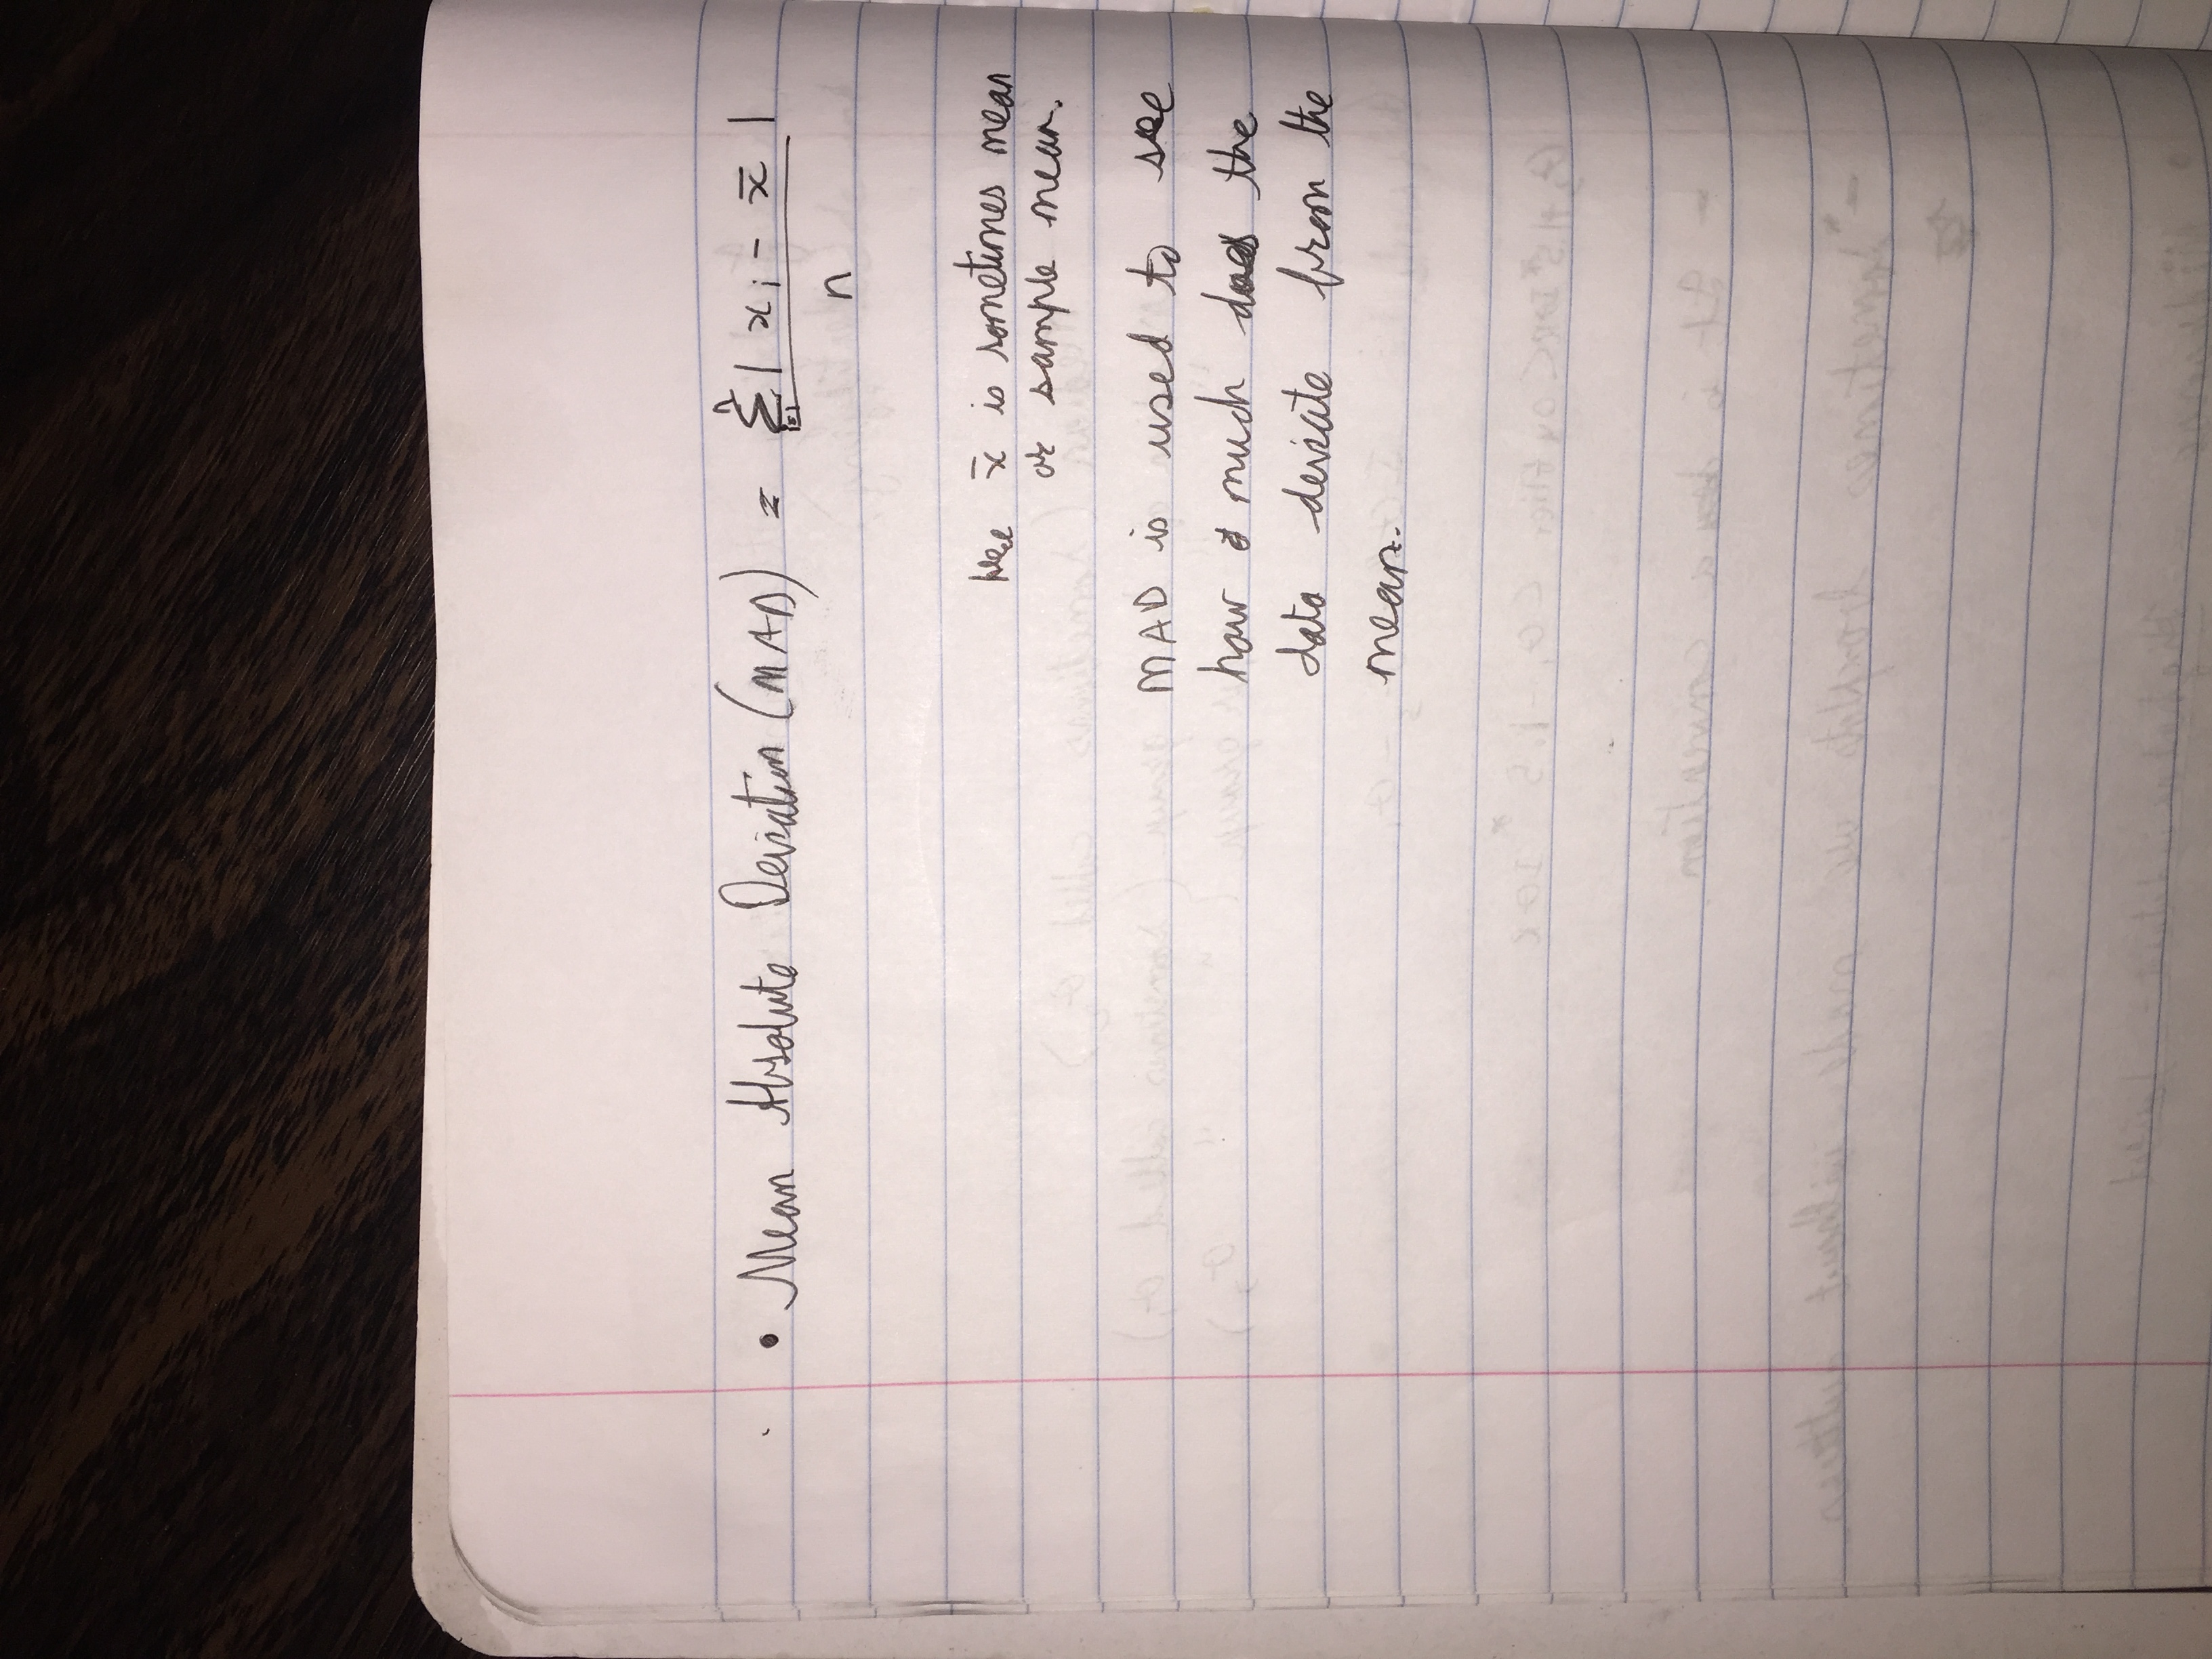 • Mean Absolute Deviation (MAD) = \frac{\sum_{i=1}^{n} | x_i - \bar{x} |}{n}
here x̄ is sometimes mean
or sample mean.
MAD is used to see
how much does the
data deviate from the
mean.